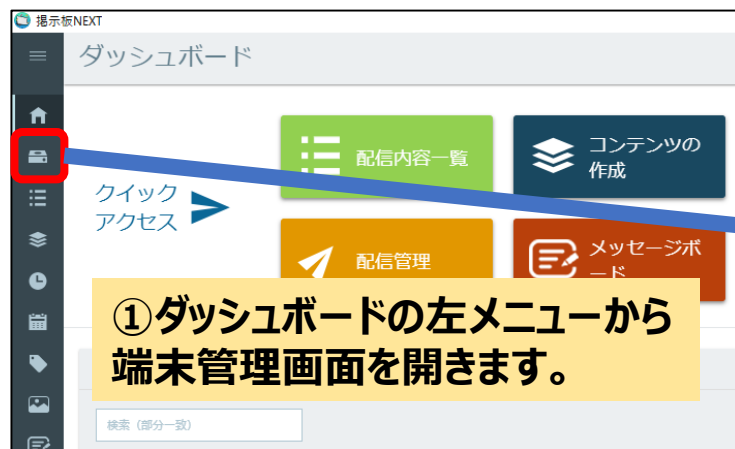 掲示板NEXT
ダッシュボード
配信内容一覧
コンテンツの
作成
クイック
アクセス
配信管理
メッセージボ
ード
①ダッシュボードの左メニューから
端末管理画面を開きます。
検索（部分一致）